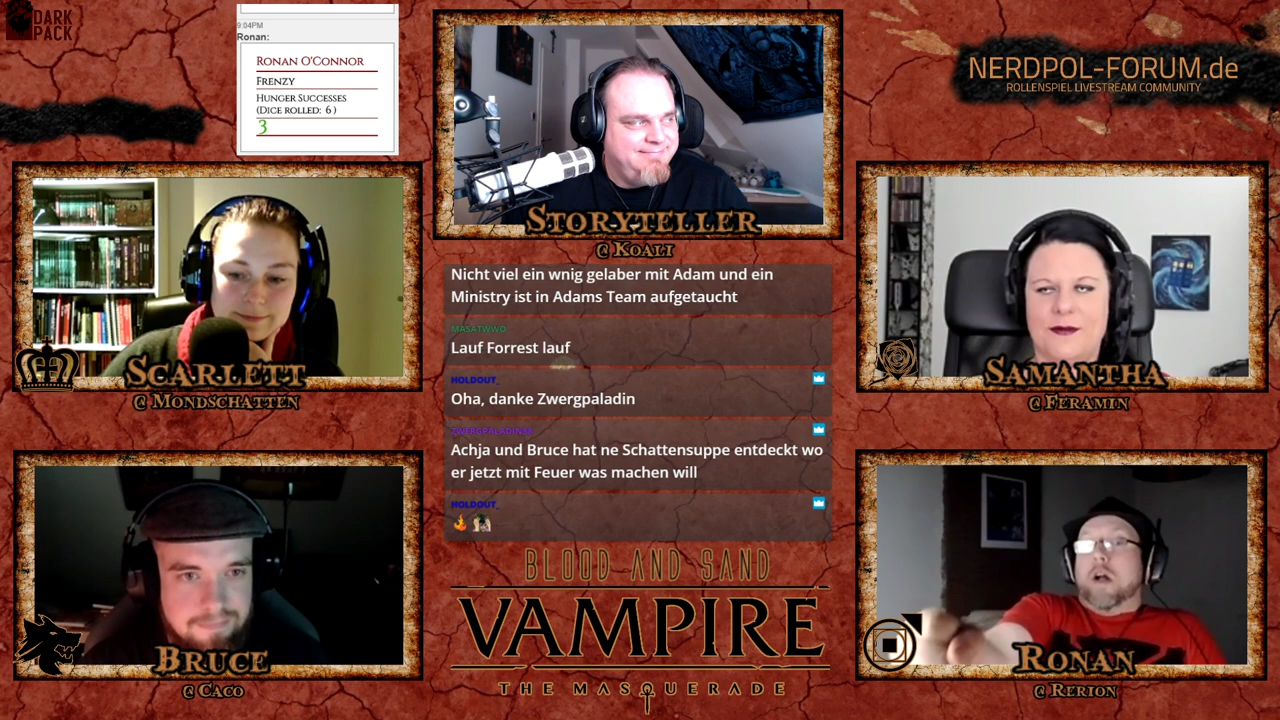 DARK
PACK
9:04PM
Ronan:
RONAN O'CONNOR
FRENZY
HUNGER SUCCESSES
(DICE ROLLED: 6 )
3
NERDPOL-FORUM.de
ROLLENSPIEL LIVESTREAM COMMUNITY
STORYTELLER
@ KOALI
SCARLETT
@ MONDSCHATTEN
SAMANTHA
@ FERAMIN
Nicht viel ein wnig gelaber mit Adam und ein
Ministry ist in Adams Team aufgetaucht
MASATWWO
Lauf Forrest lauf
HOLDOUT_
Oha, danke Zwergpaladin
Achja und Bruce hat ne Schattensuppe entdeckt wo
er jetzt mit Feuer was machen will
HOLDOUT_
BRUCE
@ CACO
RONAN
@ RERION
BLOOD AND SAND
VAMPIRE
THE MASQUERADE